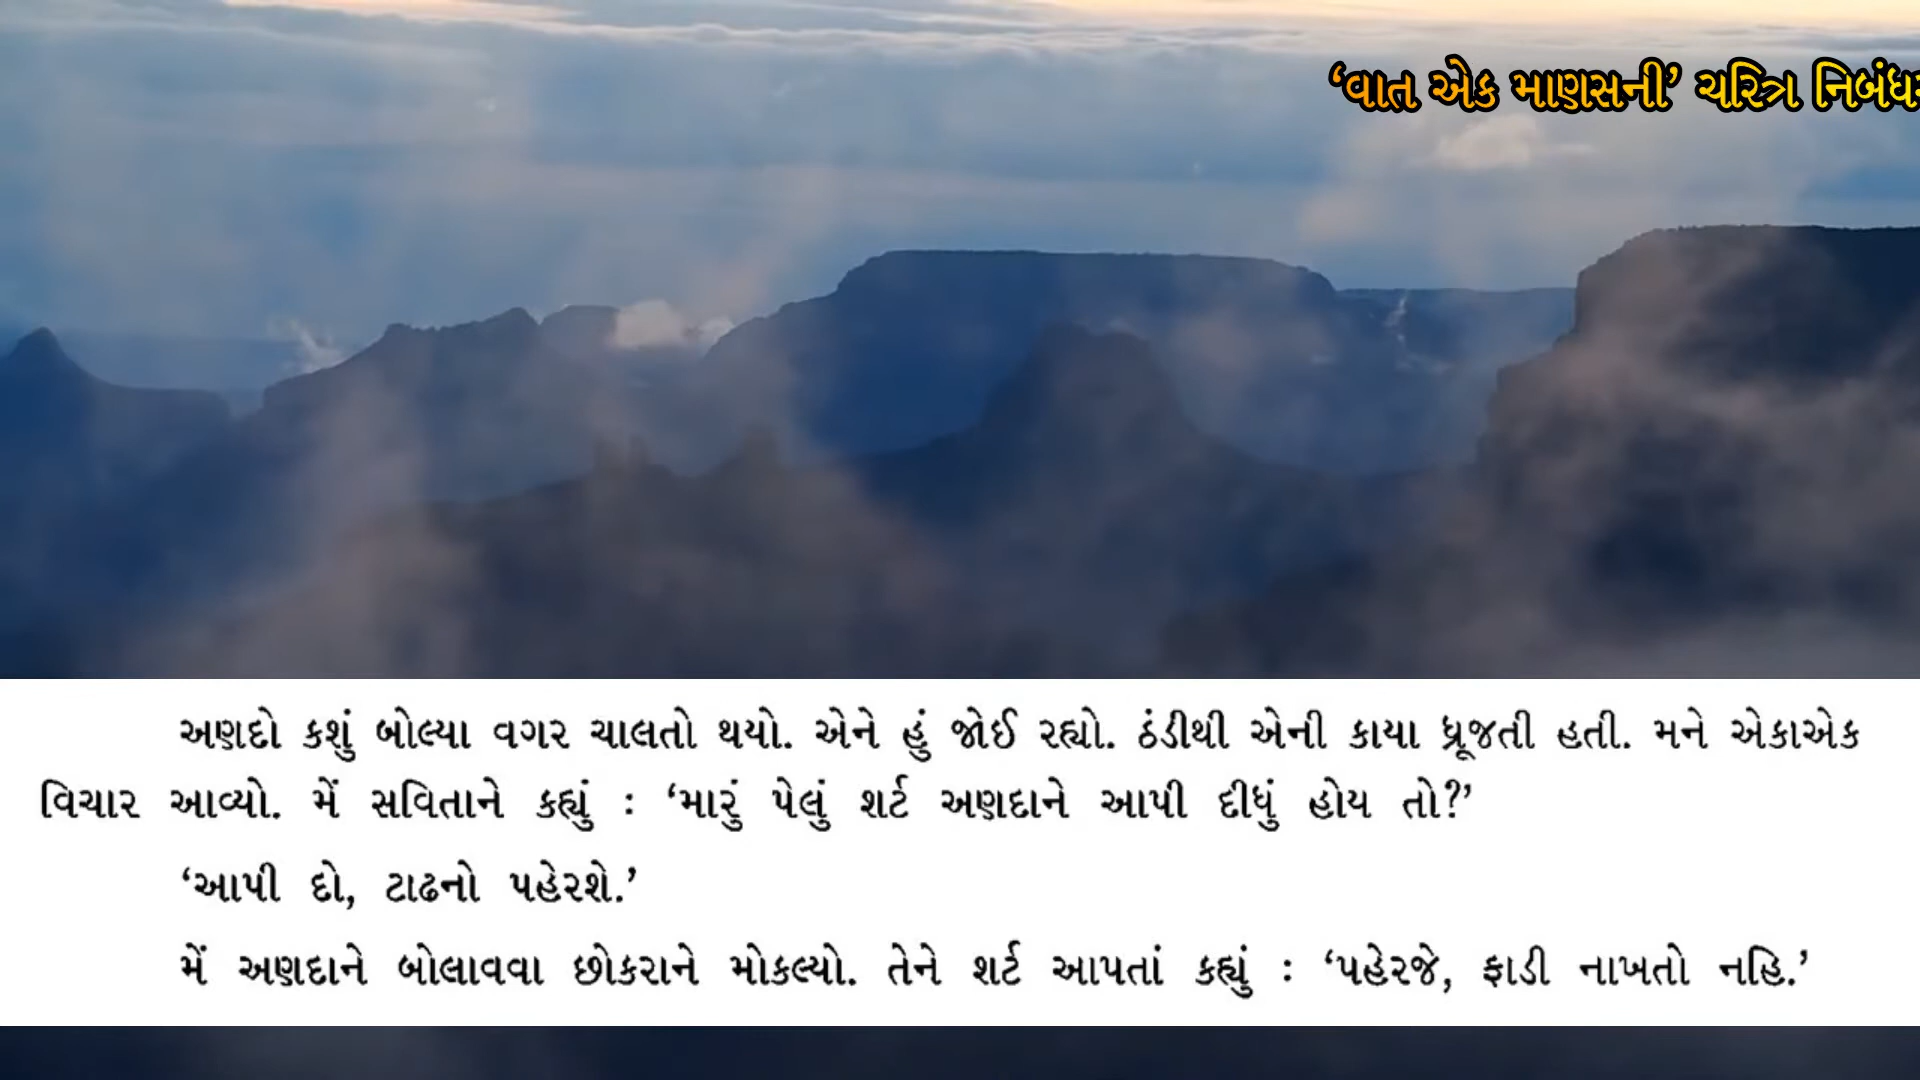 ‘વાત એક માણસની’ ચરિત્ર નિબંધ
અણદો કશું બોલ્યા વગર ચાલતો થયો. એને હું જોઈ રહ્યો. ઠંડીથી એની કાયા ધ્રૂજતી હતી. મને એકાએક
વિચાર આવ્યો. મેં સવિતાને કહ્યું : ‘મારું પેલું શર્ટ અણદાને આપી દીધું હોય તો?’
‘આપી દો, ટાઢનો પહેરશે.’
મેં અણદાને બોલાવવા છોકરાને મોકલ્યો. તેને શર્ટ આપતાં કહ્યું : ‘પહેરજે, ફાડી નાખતો નહિ.’